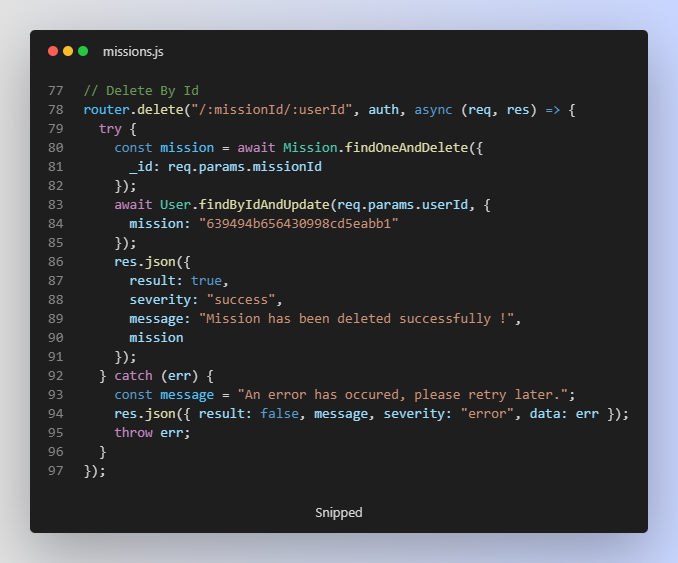 missions.js
77 // Delete By Id
78 router.delete("/:missionId/:userId", auth, async (req, res) => {
79   try {
80     const mission = await Mission.findOneAndDelete({
81       _id: req.params.missionId
82     });
83     await User.findByIdAndUpdate(req.params.userId, {
84       mission: "639494b656430998cd5eabb1"
85     });
86     res.json({
87       result: true,
88       severity: "success",
89       message: "Mission has been deleted successfully !",
90       mission
91     });
92   } catch (err) {
93     const message = "An error has occured, please retry later.";
94     res.json({ result: false, message, severity: "error", data: err });
95     throw err;
96   }
97 });
Snipped